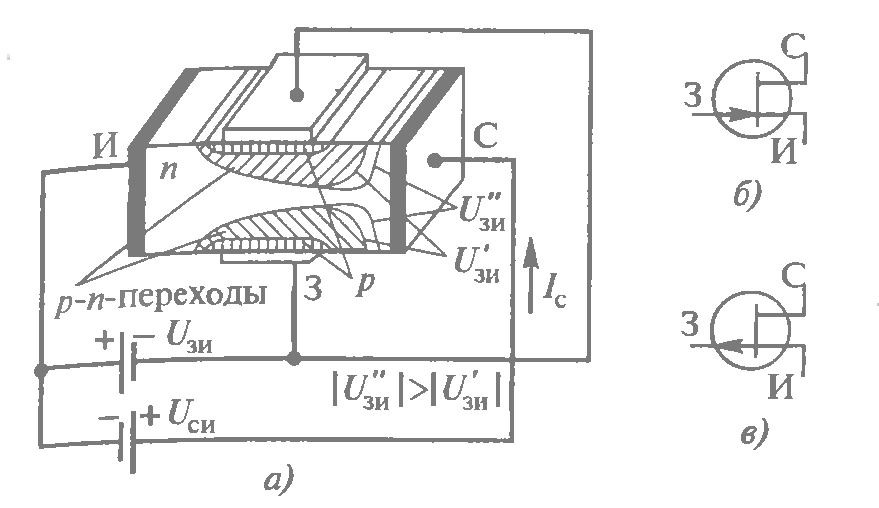 И
n
С
U″зи
U′зи
p-n-переходы
З
p
Iс
+
− Uзи
|U″зи|>|U′зи|
−
+ Uси
а)
С
З
И
б)
С
З
И
в)